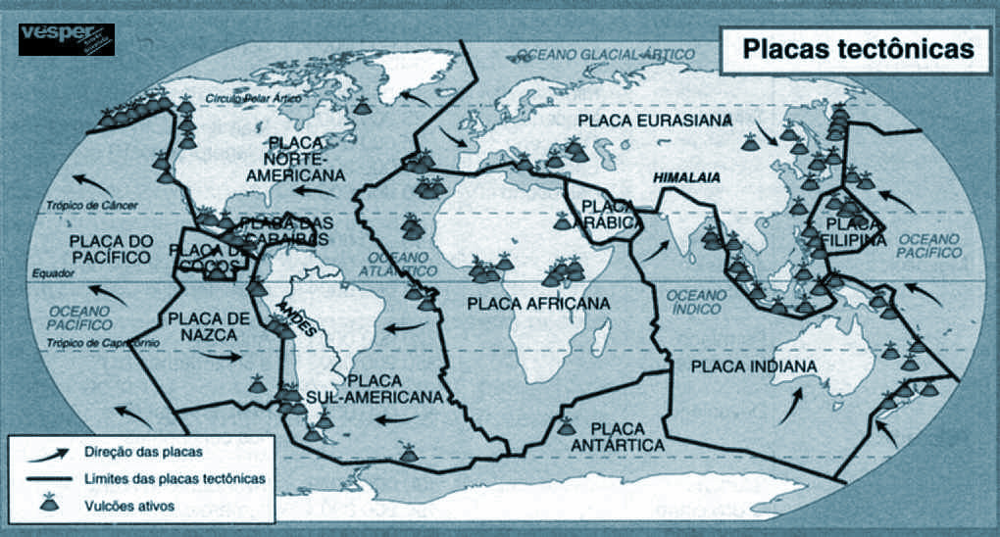 vesper
Placas tectônicas
OCEANO GLACIAL ÁRTICO
Círculo Polar Ártico
PLACA EURASIANA
PLACA
NORTE-
AMERICANA
HIMALAIA
Trópico de Câncer
PLACA DAS
CARAÍBAS
PLACA
ARÁBICA
PLACA
FILIPINA
PLACA DO
PACÍFICO
PLACA DE
COCOS
OCEANO
ATLÂNTICO
OCEANO
PACÍFICO
Equador
PLACA AFRICANA
OCEANO
ÍNDICO
OCEANO
PACÍFICO
PLACA DE
NAZCA
ANDES
Trópico de Capricórnio
PLACA INDIANA
PLACA
SUL-AMERICANA
PLACA
ANTÁRTICA
Direção das placas
Limites das placas tectônicas
Vulcões ativos